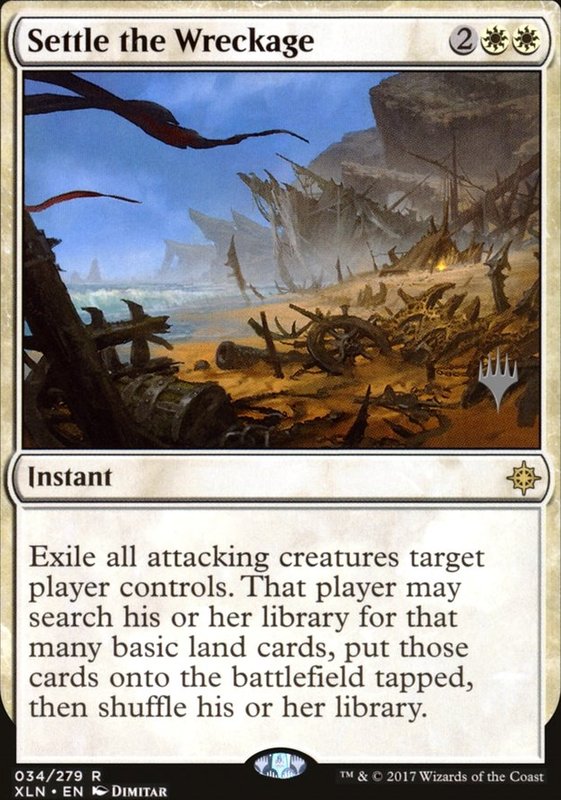 Settle the Wreckage 2
Instant
Exile all attacking creatures target
player controls. That player may
search his or her library for that
many basic land cards, put those
cards onto the battlefield tapped,
then shuffle his or her library.
034/279 R
XLN • EN Dimitar
™ & © 2017 Wizards of the Coast